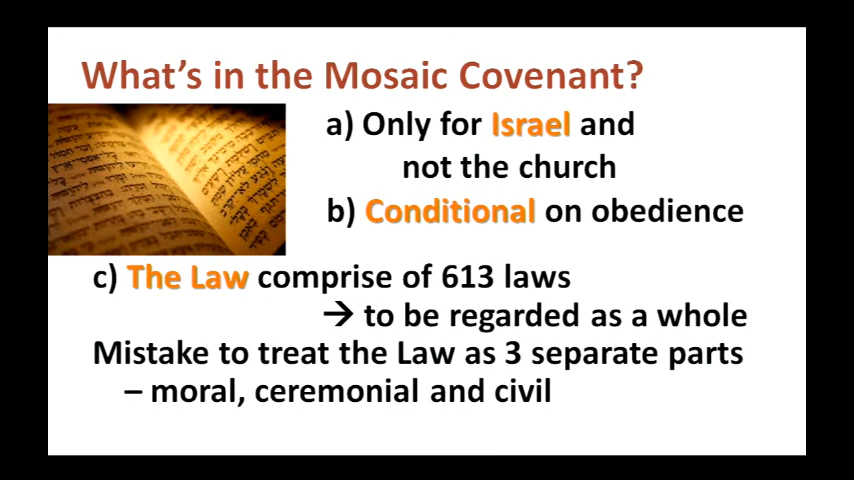 What's in the Mosaic Covenant?
a) Only for Israel and
not the church
b) Conditional on obedience
c) The Law comprise of 613 laws
→ to be regarded as a whole
Mistake to treat the Law as 3 separate parts
– moral, ceremonial and civil